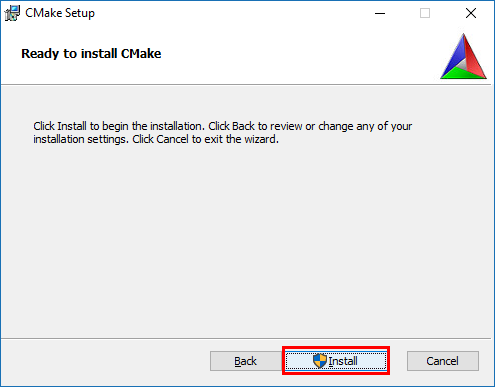 CMake Setup
Ready to install CMake
Click Install to begin the installation. Click Back to review or change any of your
installation settings. Click Cancel to exit the wizard.
Back
Install
Cancel